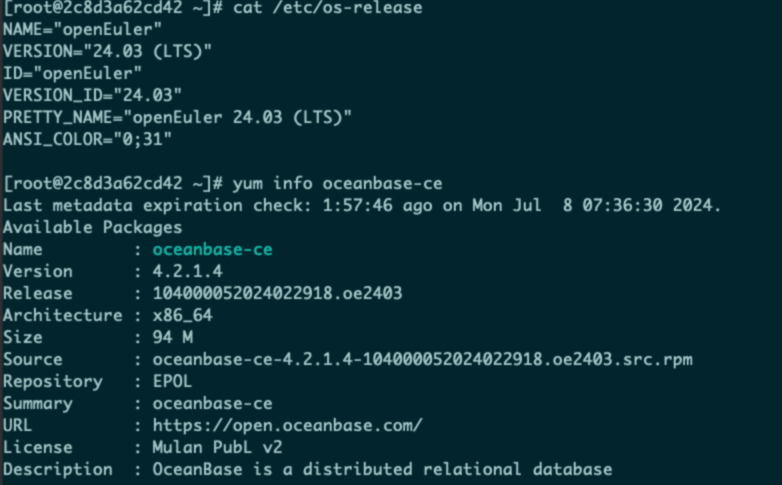 [root@2c8d3a62cd42 ~]# cat /etc/os-release
NAME="openEuler"
VERSION="24.03 (LTS)"
ID="openEuler"
VERSION_ID="24.03"
PRETTY_NAME="openEuler 24.03 (LTS)"
ANSI_COLOR="0;31"
[root@2c8d3a62cd42 ~]# yum info oceanbase-ce
Last metadata expiration check: 1:57:46 ago on Mon Jul  8 07:36:30 2024.
Available Packages
Name         : oceanbase-ce
Version      : 4.2.1.4
Release      : 104000052024022918.oe2403
Architecture : x86_64
Size         : 94 M
Source       : oceanbase-ce-4.2.1.4-104000052024022918.oe2403.src.rpm
Repository   : EPOL
Summary      : oceanbase-ce
URL          : https://open.oceanbase.com/
License      : Mulan PubL v2
Description  : OceanBase is a distributed relational database